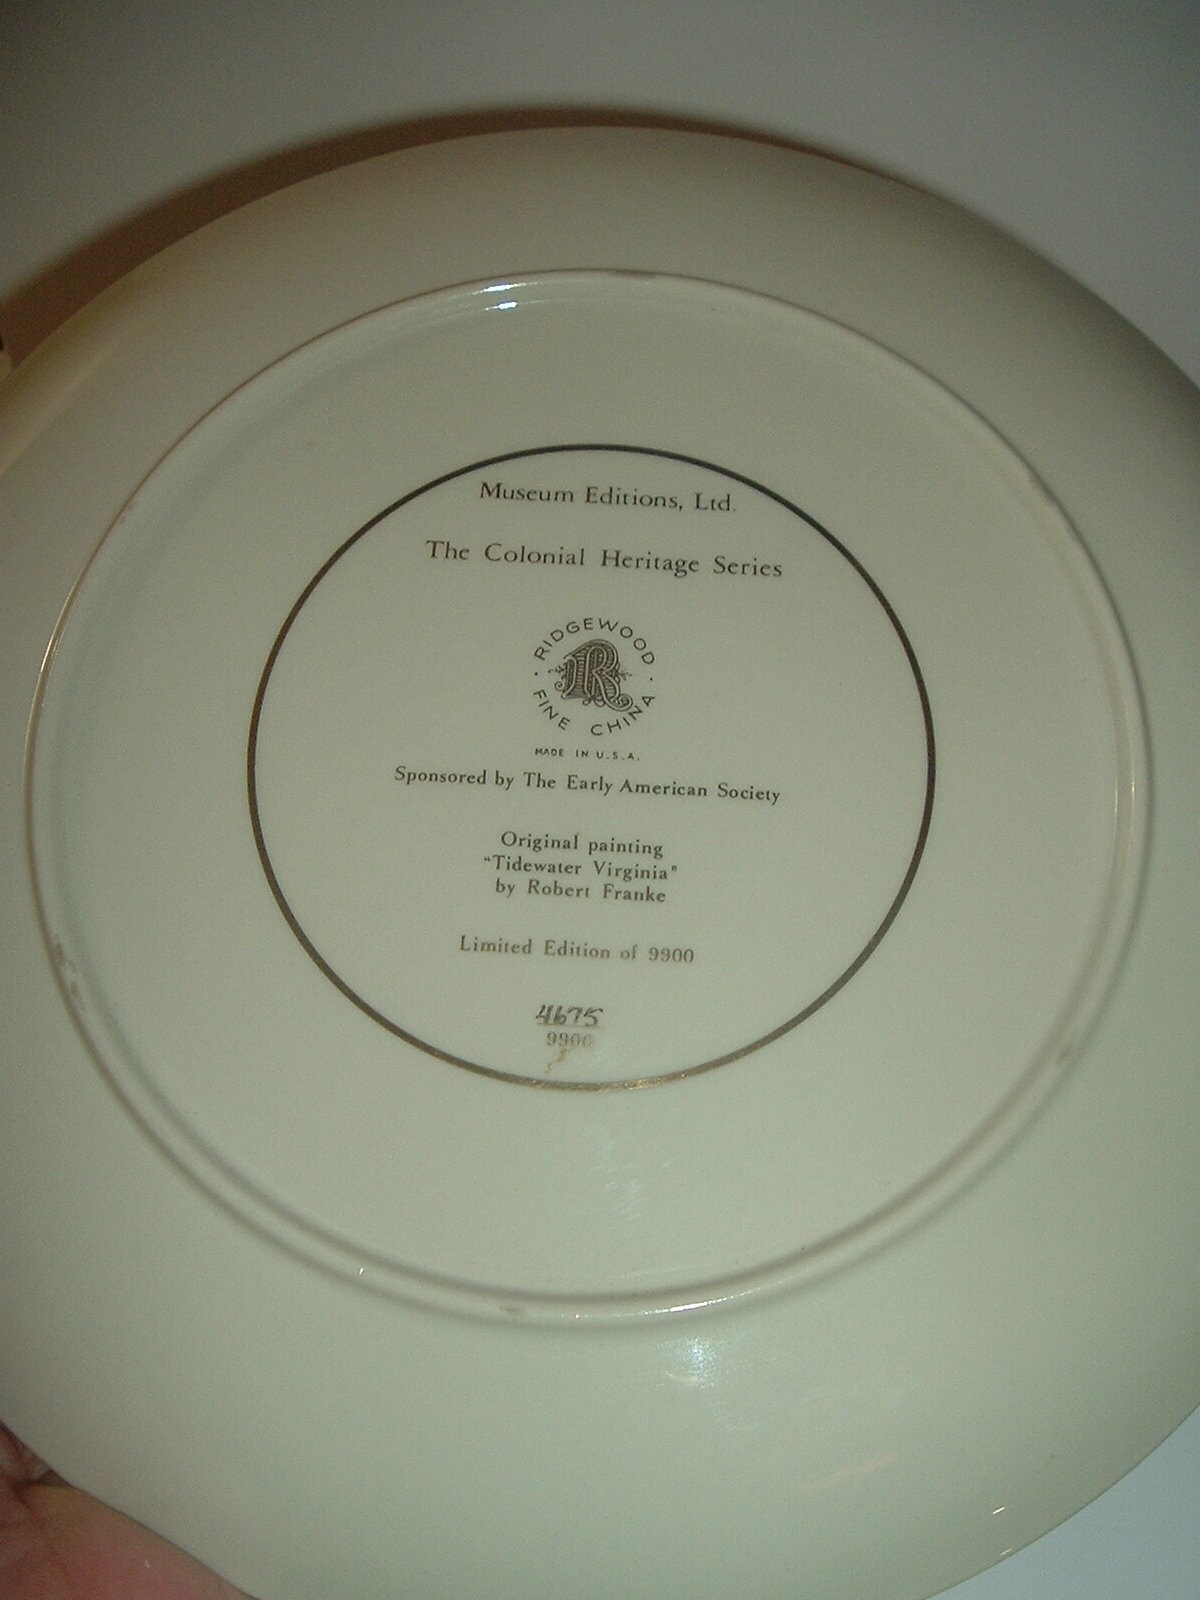 Museum Editions, Ltd.
The Colonial Heritage Series
RIDGEWOOD
R
FINE CHINA
MADE IN U.S.A.
Sponsored by The Early American Society
Original painting
"Tidewater Virginia"
by Robert Franke
Limited Edition of 9900
4675
9900